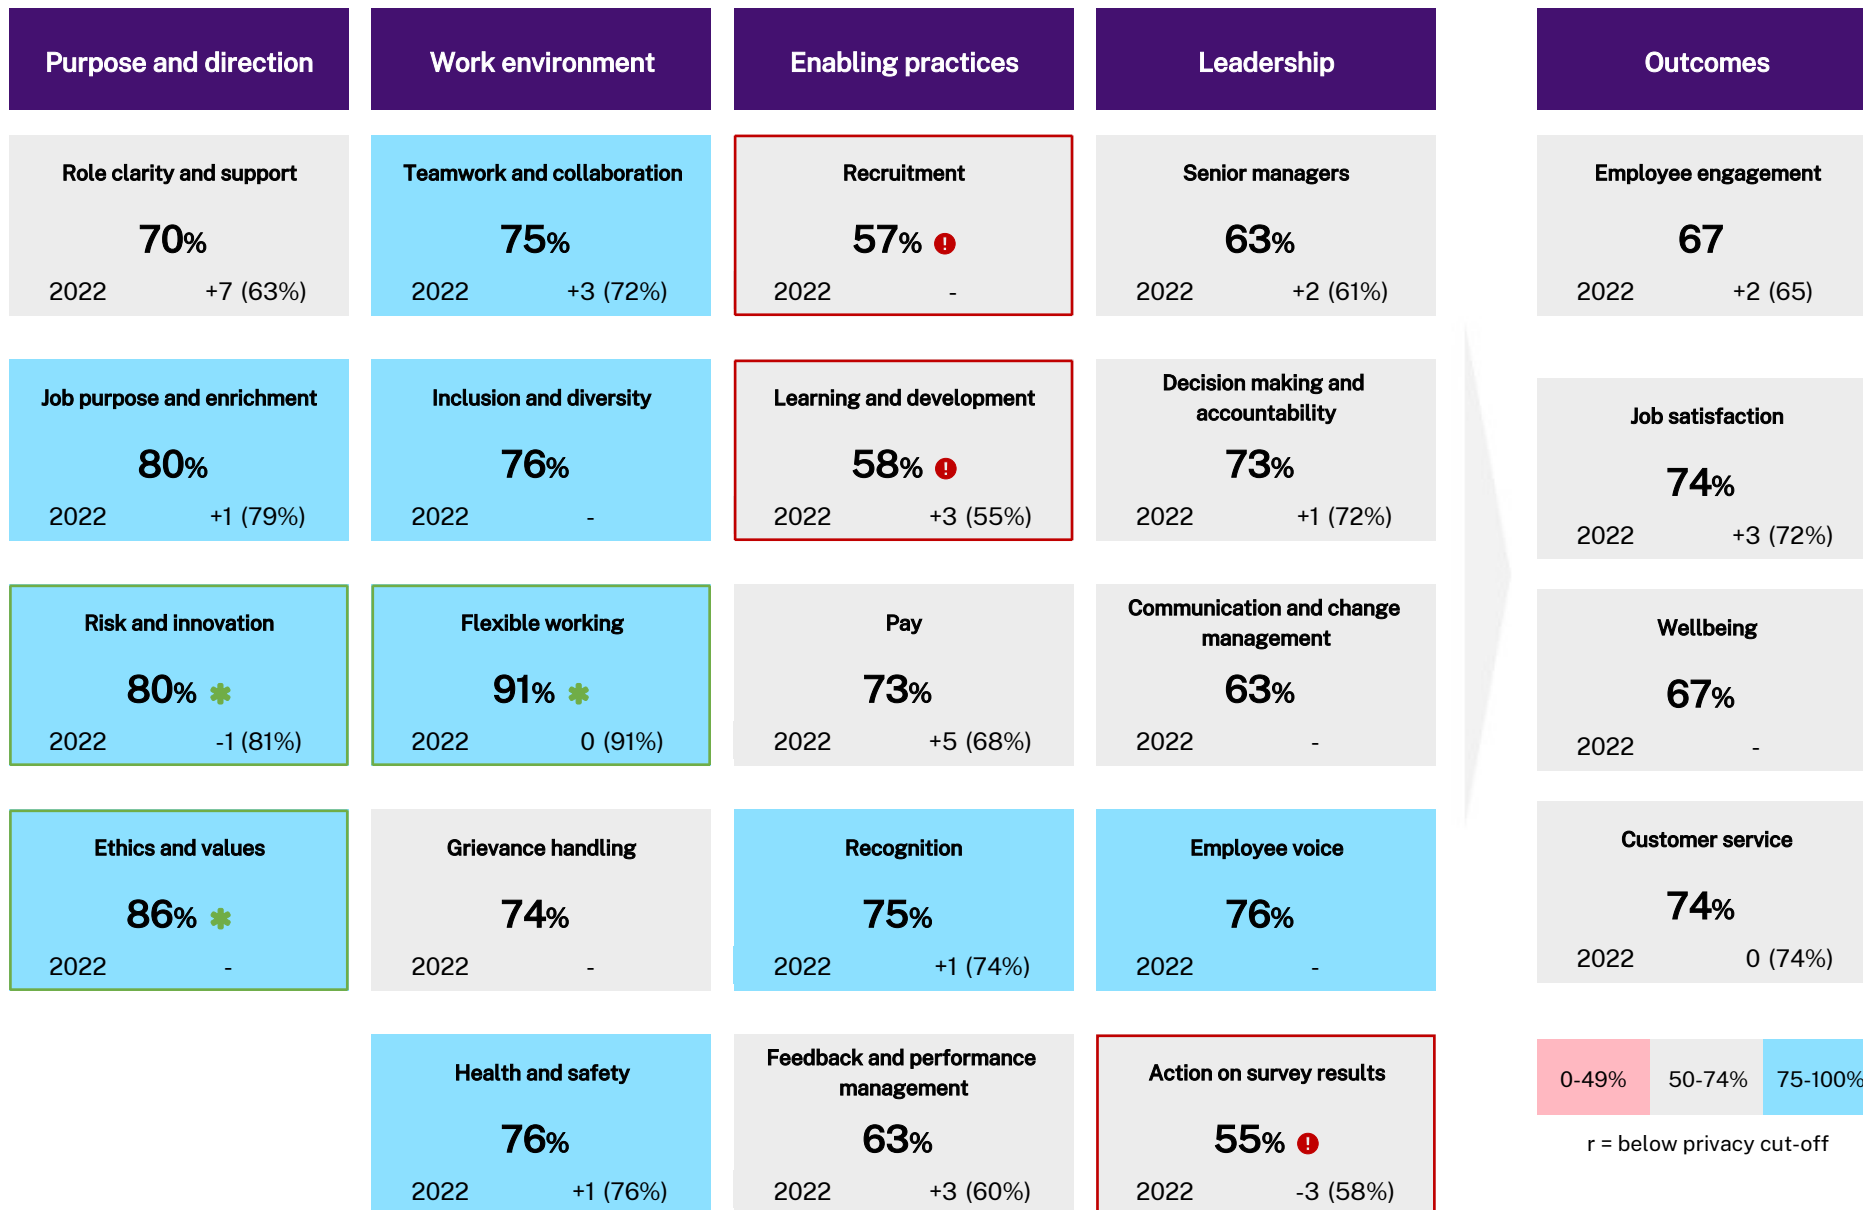 Purpose and direction
Role clarity and support
70%
2022 +7 (63%)
Job purpose and enrichment
80%
2022 +1 (79%)
Risk and innovation
80%
2022 -1 (81%)
Ethics and values
86%
2022 -
Work environment
Teamwork and collaboration
75%
2022 +3 (72%)
Inclusion and diversity
76%
2022 -
Flexible working
91%
2022 0 (91%)
Grievance handling
74%
2022 -
Health and safety
76%
2022 +1 (76%)
Enabling practices
Recruitment
57%
2022 -
Learning and development
58%
2022 +3 (55%)
Pay
73%
2022 +5 (68%)
Recognition
75%
2022 +1 (74%)
Feedback and performance
management
63%
2022 +3 (60%)
Leadership
Senior managers
63%
2022 +2 (61%)
Decision making and
accountability
73%
2022 +1 (72%)
Communication and change
management
63%
2022 -
Employee voice
76%
2022 -
Action on survey results
55%
2022 -3 (58%)
Outcomes
Employee engagement
67
2022 +2 (65)
Job satisfaction
74%
2022 +3 (72%)
Wellbeing
67%
2022 -
Customer service
74%
2022 0 (74%)
0-49% 50-74% 75-100%
r = below privacy cut-off